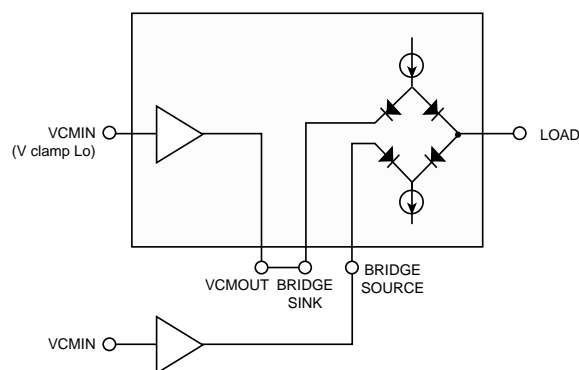 VCMIN
(V clamp Lo)
LOAD
VCMOUT
BRIDGE
SINK
BRIDGE
SOURCE
VCMIN